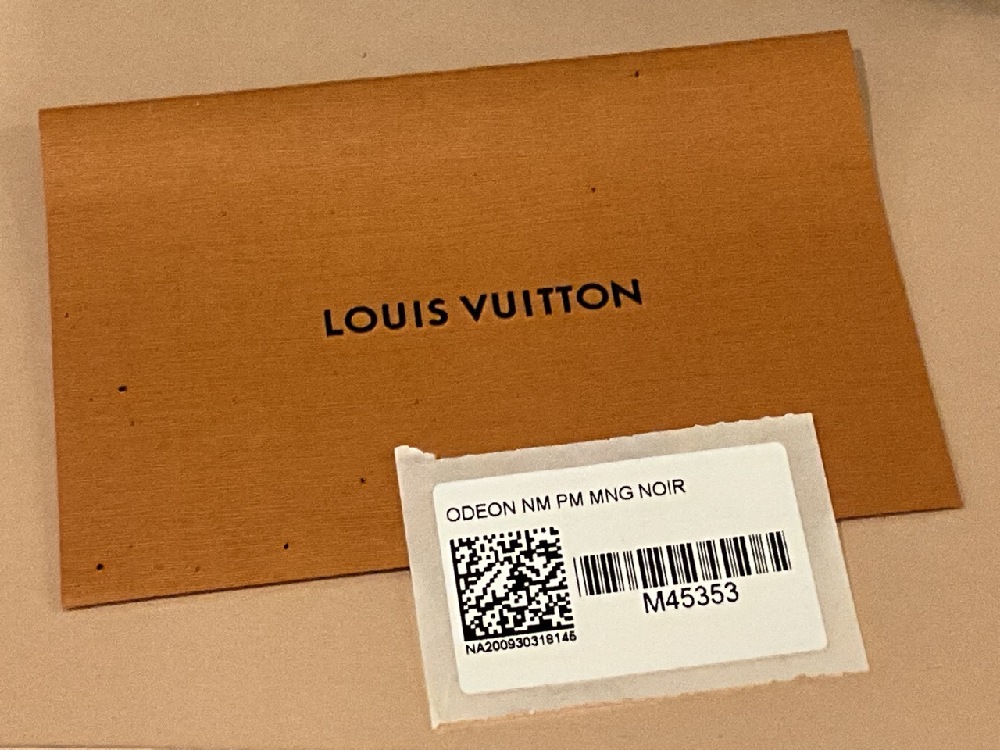 LOUIS VUITTON
ODEON NM PM MNG NOIR
M45353
NA200930318145